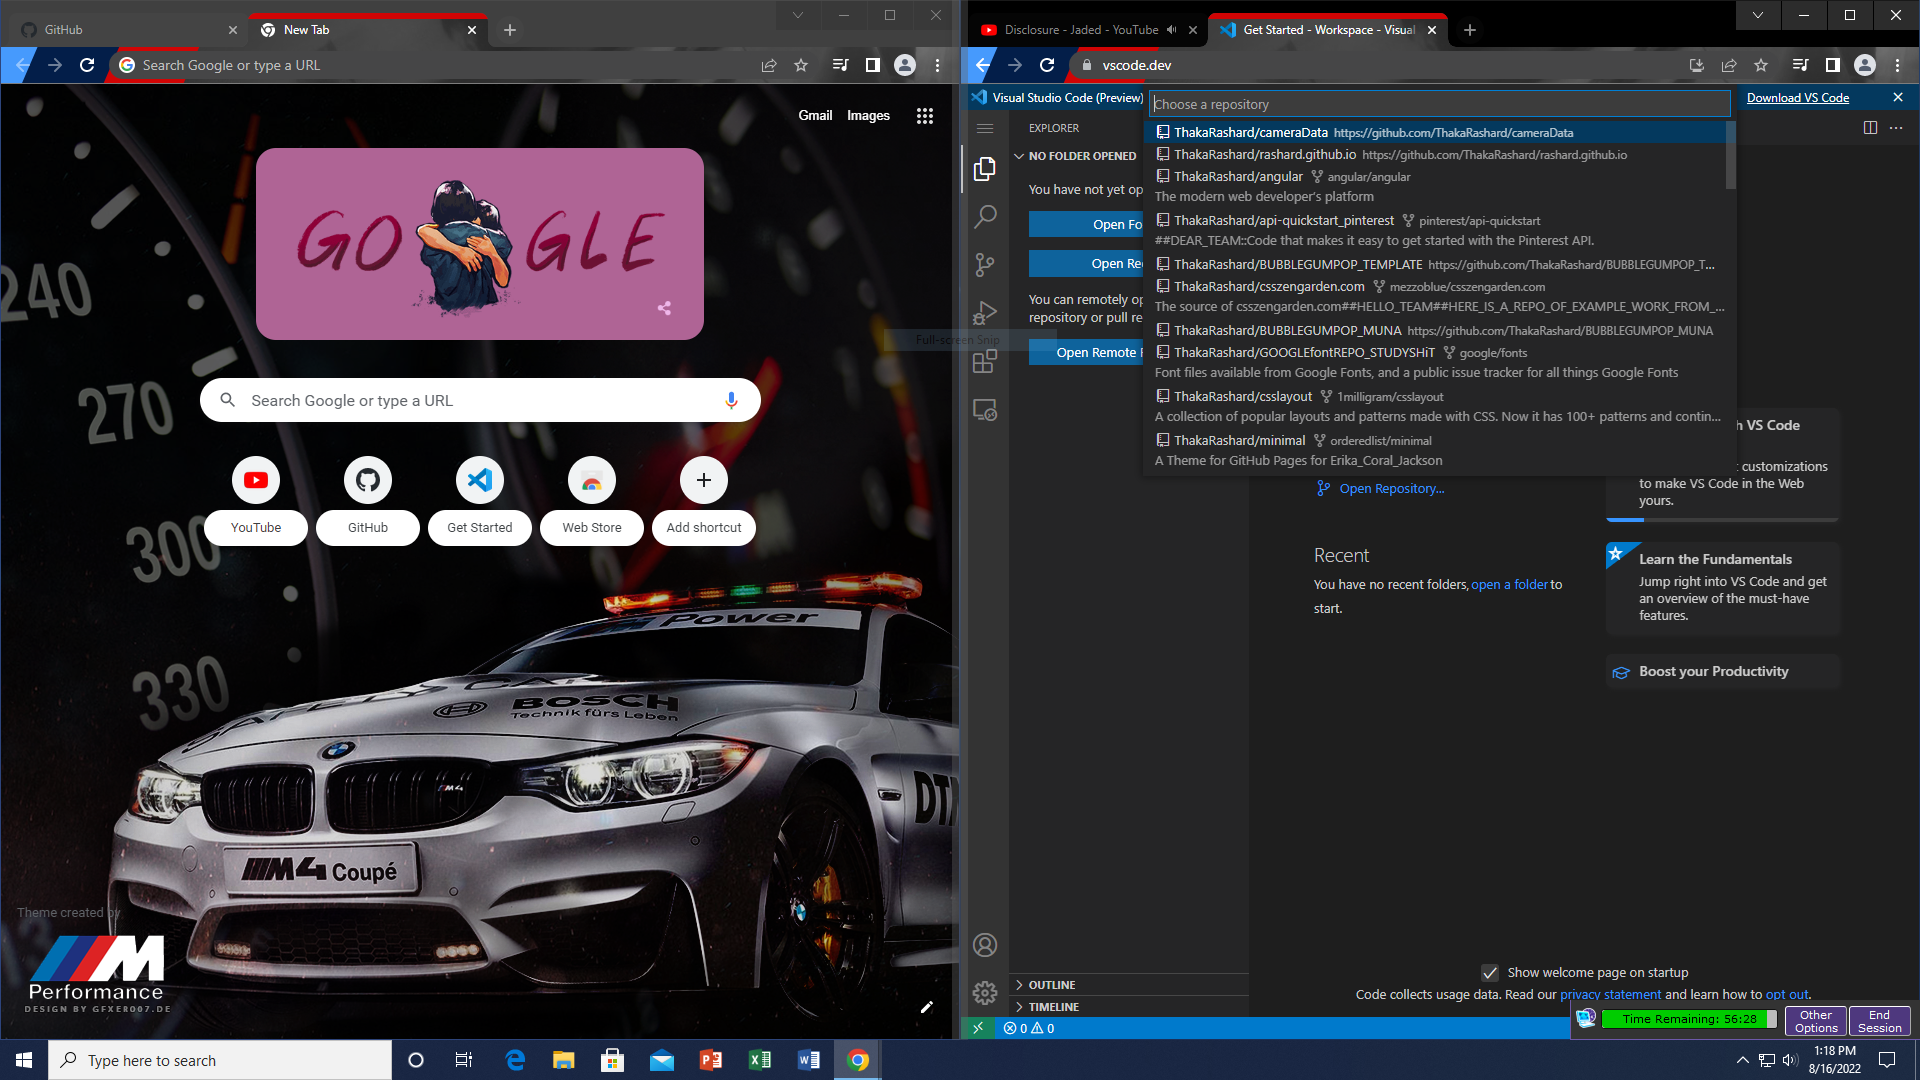 GitHub
New Tab
Search Google or type a URL
Gmail
Images
GO GLE
Search Google or type a URL
YouTube
GitHub
Get Started
Web Store
Add shortcut
240
270
300
330
M Power
SAFETY CAR
BOSCH
Technik fürs Leben
M4
M4 Coupé
DTM
Theme created by
M
Performance
DESIGN BY GFXER007.DE
Full-screen Snip
Disclosure - Jaded - YouTube
Get Started - Workspace - Visual
vscode.dev
Visual Studio Code (Preview)
Choose a repository
Download VS Code
EXPLORER
NO FOLDER OPENED
You have not yet op
Open Fo
Open Rec
You can remotely op
repository or pull re
Open Remote R
ThakaRashard/cameraData https://github.com/ThakaRashard/cameraData
ThakaRashard/rashard.github.io https://github.com/ThakaRashard/rashard.github.io
ThakaRashard/angular angular/angular
The modern web developer's platform
ThakaRashard/api-quickstart_pinterest pinterest/api-quickstart
##DEAR_TEAM::Code that makes it easy to get started with the Pinterest API.
ThakaRashard/BUBBLEGUMPOP_TEMPLATE https://github.com/ThakaRashard/BUBBLEGUMPOP_T...
ThakaRashard/csszengarden.com mezzoblue/csszengarden.com
The source of csszengarden.com##HELLO_TEAM##HERE_IS_A_REPO_OF_EXAMPLE_WORK_FROM_...
ThakaRashard/BUBBLEGUMPOP_MUNA https://github.com/ThakaRashard/BUBBLEGUMPOP_MUNA
ThakaRashard/GOOGLEfontREPO_STUDYSHiT google/fonts
Font files available from Google Fonts, and a public issue tracker for all things Google Fonts
ThakaRashard/csslayout 1milligram/csslayout
A collection of popular layouts and patterns made with CSS. Now it has 100+ patterns and contin...
ThakaRashard/minimal orderedlist/minimal
A Theme for GitHub Pages for Erika_Coral_Jackson
Open Repository...
Recent
You have no recent folders, open a folder to
start.
h VS Code
customizations
to make VS Code in the Web
yours.
Learn the Fundamentals
Jump right into VS Code and get
an overview of the must-have
features.
Boost your Productivity
OUTLINE
TIMELINE
Show welcome page on startup
Code collects usage data. Read our privacy statement and learn how to opt out.
0 0
Time Remaining: 56:28
Other
Options
End
Session
Type here to search
1:18 PM
8/16/2022